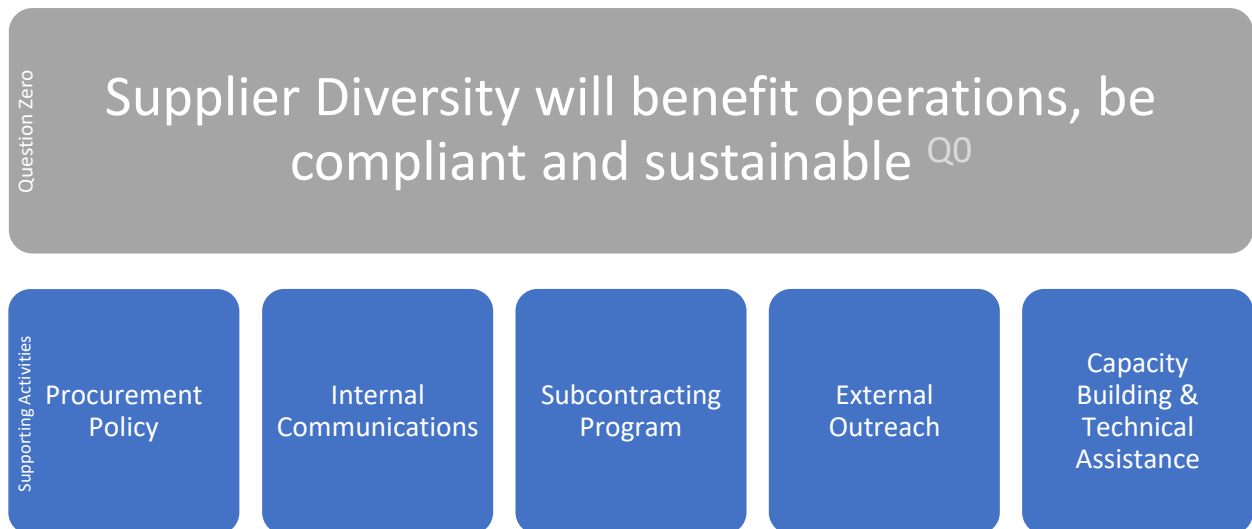 Question Zero
Supplier Diversity will benefit operations, be
compliant and sustainable Q0
Supporting Activities
Procurement
Policy
Internal
Communications
Subcontracting
Program
External
Outreach
Capacity
Building &
Technical
Assistance